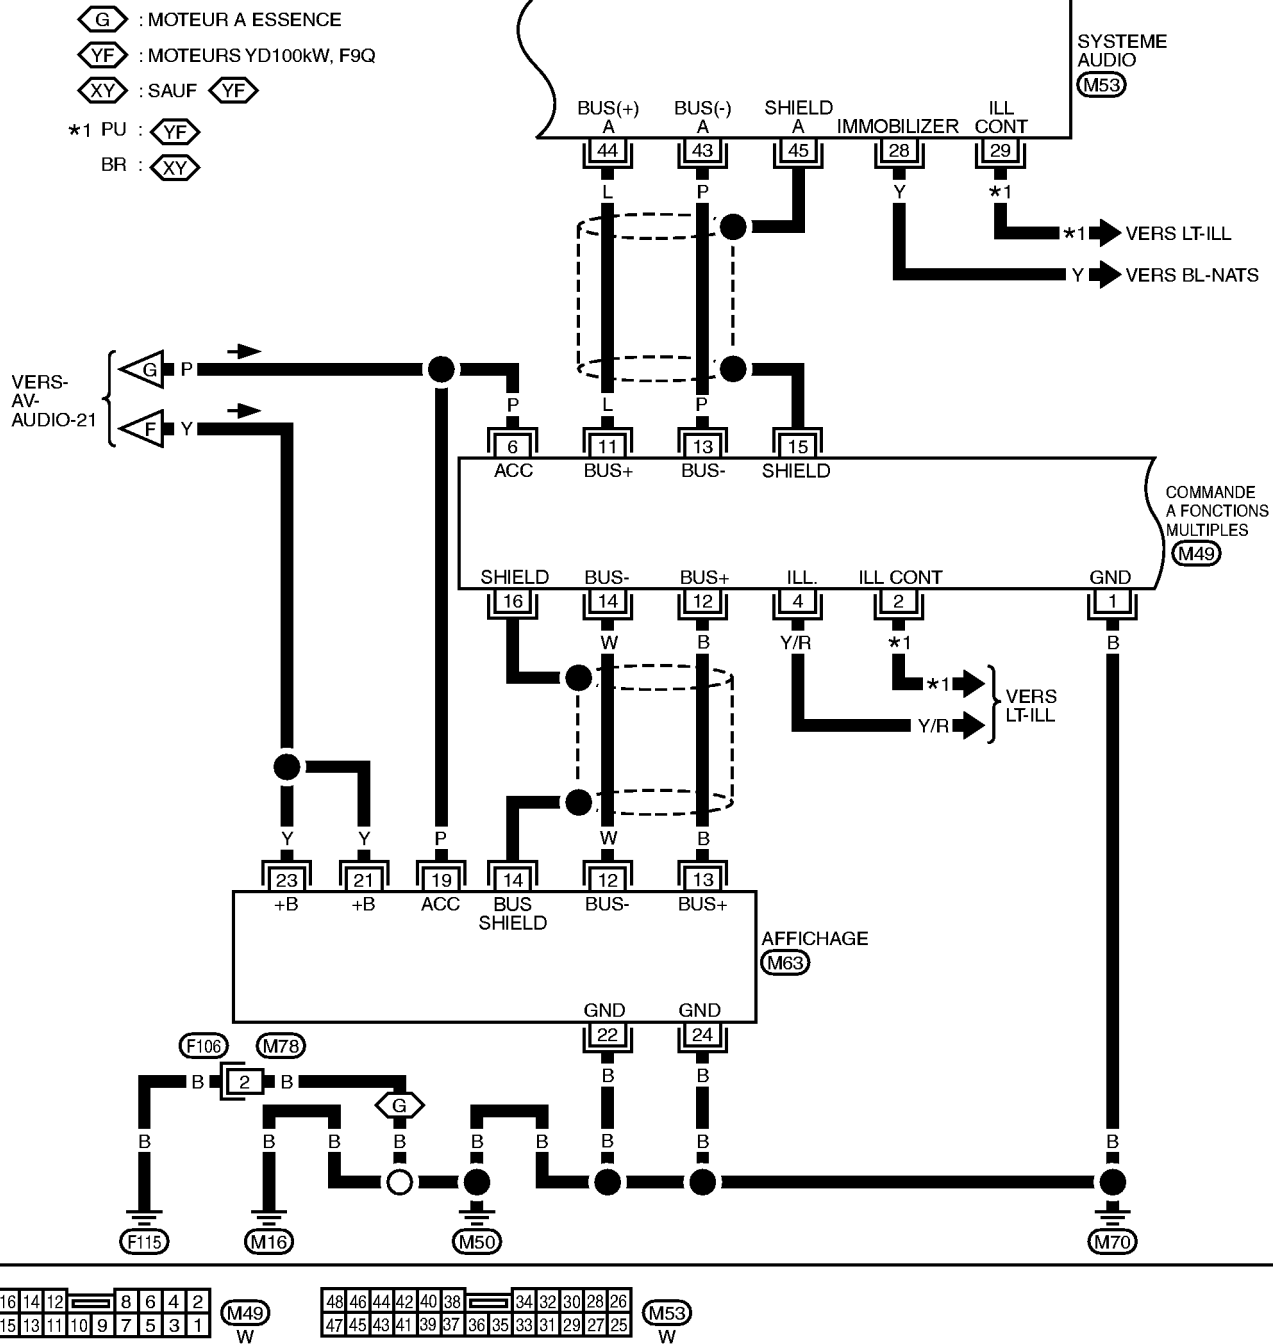 G : MOTEUR A ESSENCE
YF : MOTEURS YD100kW, F9Q
XY : SAUF YF
*1 PU : YF
BR : XY
SYSTEME
AUDIO
M53
BUS(+) BUS(-) SHIELD ILL
A A A IMMOBILIZER CONT
44 43 45 28 29
L P Y *1
*1 VERS LT-ILL
Y VERS BL-NATS
VERS-
AV-
AUDIO-21
G P
F Y
P L P
6 11 13 15
ACC BUS+ BUS- SHIELD
COMMANDE
A FONCTIONS
MULTIPLES
M49
SHIELD BUS- BUS+ ILL. ILL CONT GND
16 14 12 4 2 1
W B Y/R *1 B
*1
Y/R
VERS
LT-ILL
Y Y P W B
23 21 19 14 12 13
+B +B ACC BUS BUS- BUS+
SHIELD
AFFICHAGE
M63
GND GND
22 24
F106 M78
B 2 B
B B
G
B B B B B B B B B
F115 M16 M50 M70
16 14 12 8 6 4 2
15 13 11 10 9 7 5 3 1
M49
W
48 46 44 42 40 38 34 32 30 28 26
47 45 43 41 39 37 36 35 33 31 29 27 25
M53
W